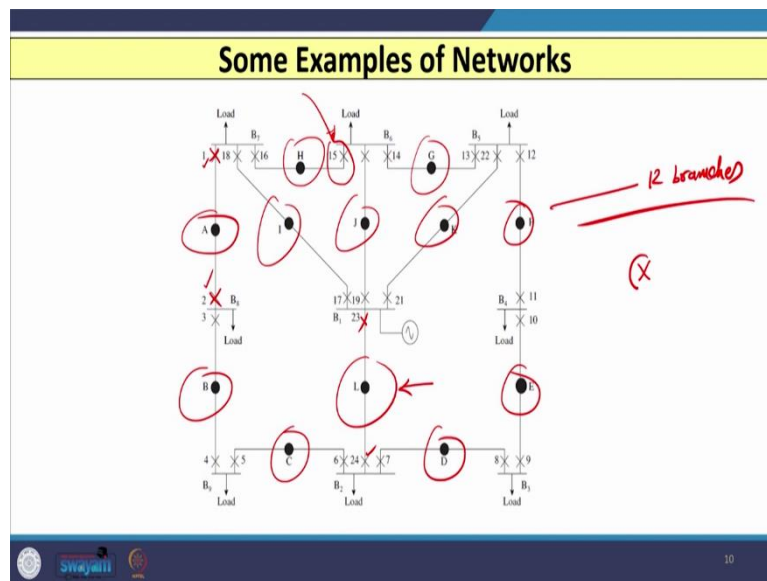 Some Examples of Networks
Load Load Load
B7 B6 B5
1 18 16 H 15 14 G 13 22 12
12 branches
A I J K
(X
2 B8 17 19 21 B4 11
3 B1 23 10
Load Load
B L E
4 5 C 6 24 7 D 8 9
B9 B2 B3
Load Load Load
swayam
10